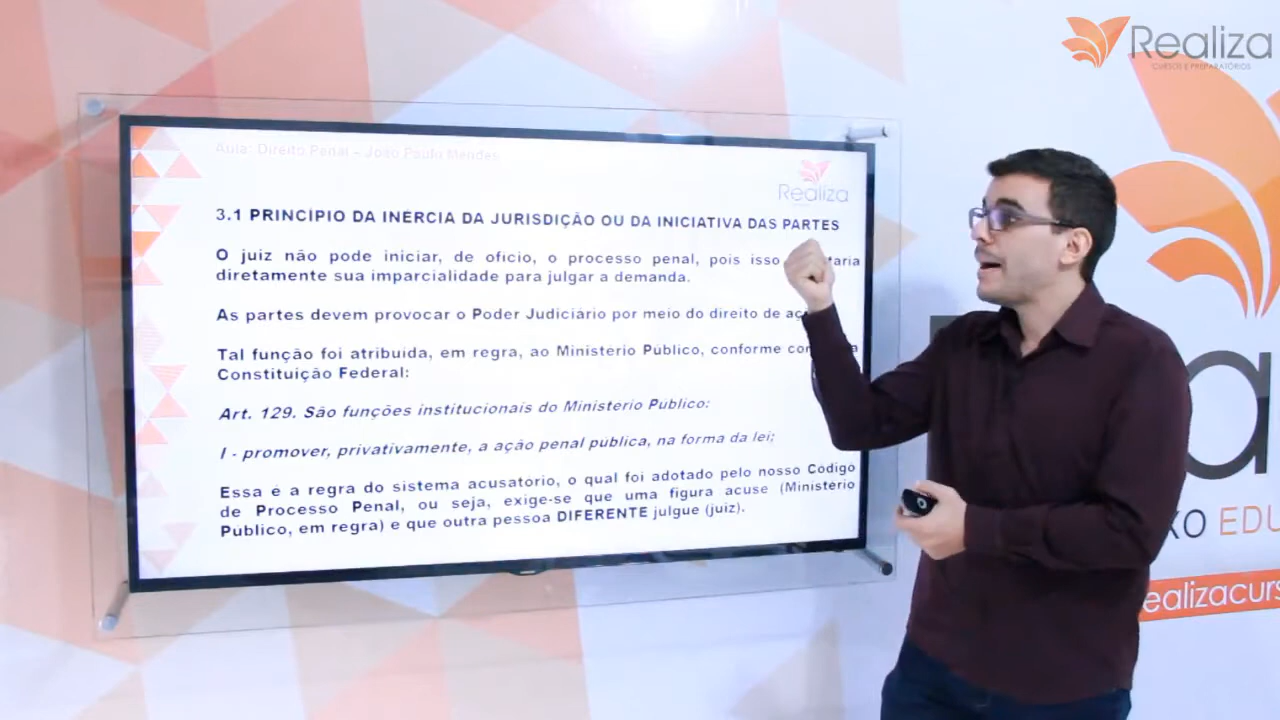 Realiza
CURSOS E PREPARATÓRIOS
Aula: Direito Penal – João Paulo Mendes
Realiza
3.1 PRINCÍPIO DA INÉRCIA DA JURISDIÇÃO OU DA INICIATIVA DAS PARTES
O juiz não pode iniciar, de ofício, o processo penal, pois isso
diretamente sua imparcialidade para julgar a demanda.
As partes devem provocar o Poder Judiciário por meio do direito de
Tal função foi atribuída, em regra, ao Ministério Público, conforme
Constituição Federal:
Art. 129. São funções institucionais do Ministério Público:
I - promover, privativamente, a ação penal pública, na forma da lei;
Essa é a regra do sistema acusatório, o qual foi adotado pelo nosso Código
de Processo Penal, ou seja, exige-se que uma figura acuse (Ministério
Público, em regra) e que outra pessoa DIFERENTE julgue (juiz).